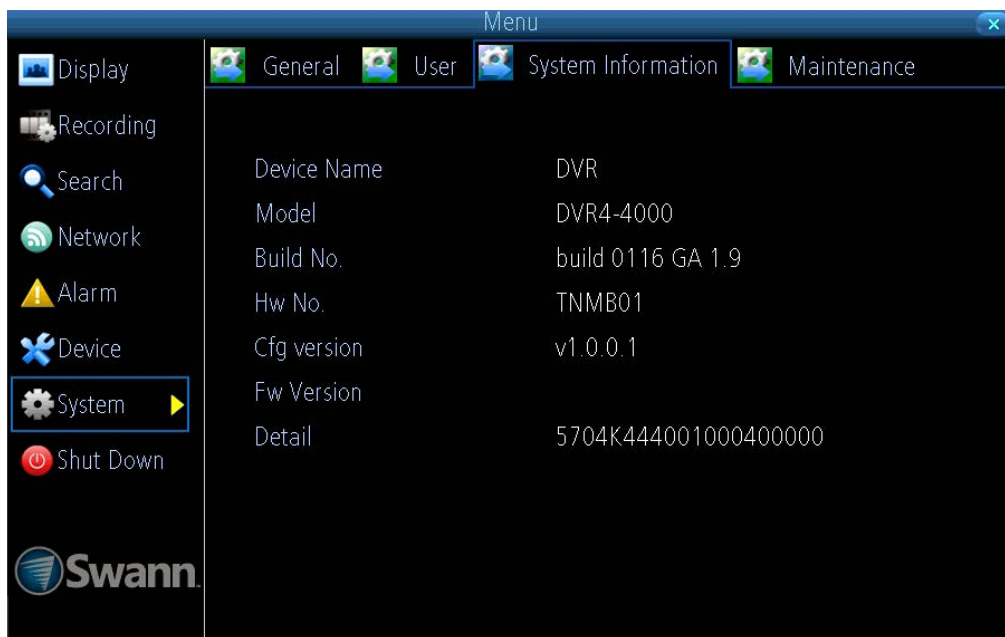 Menu
Display
Recording
Search
Network
Alarm
Device
System
Shut Down
Swann
General User System Information Maintenance
Device Name DVR
Model DVR4-4000
Build No. build 0116 GA 1.9
Hw No. TNMB01
Cfg version v1.0.0.1
Fw Version
Detail 5704K444001000400000